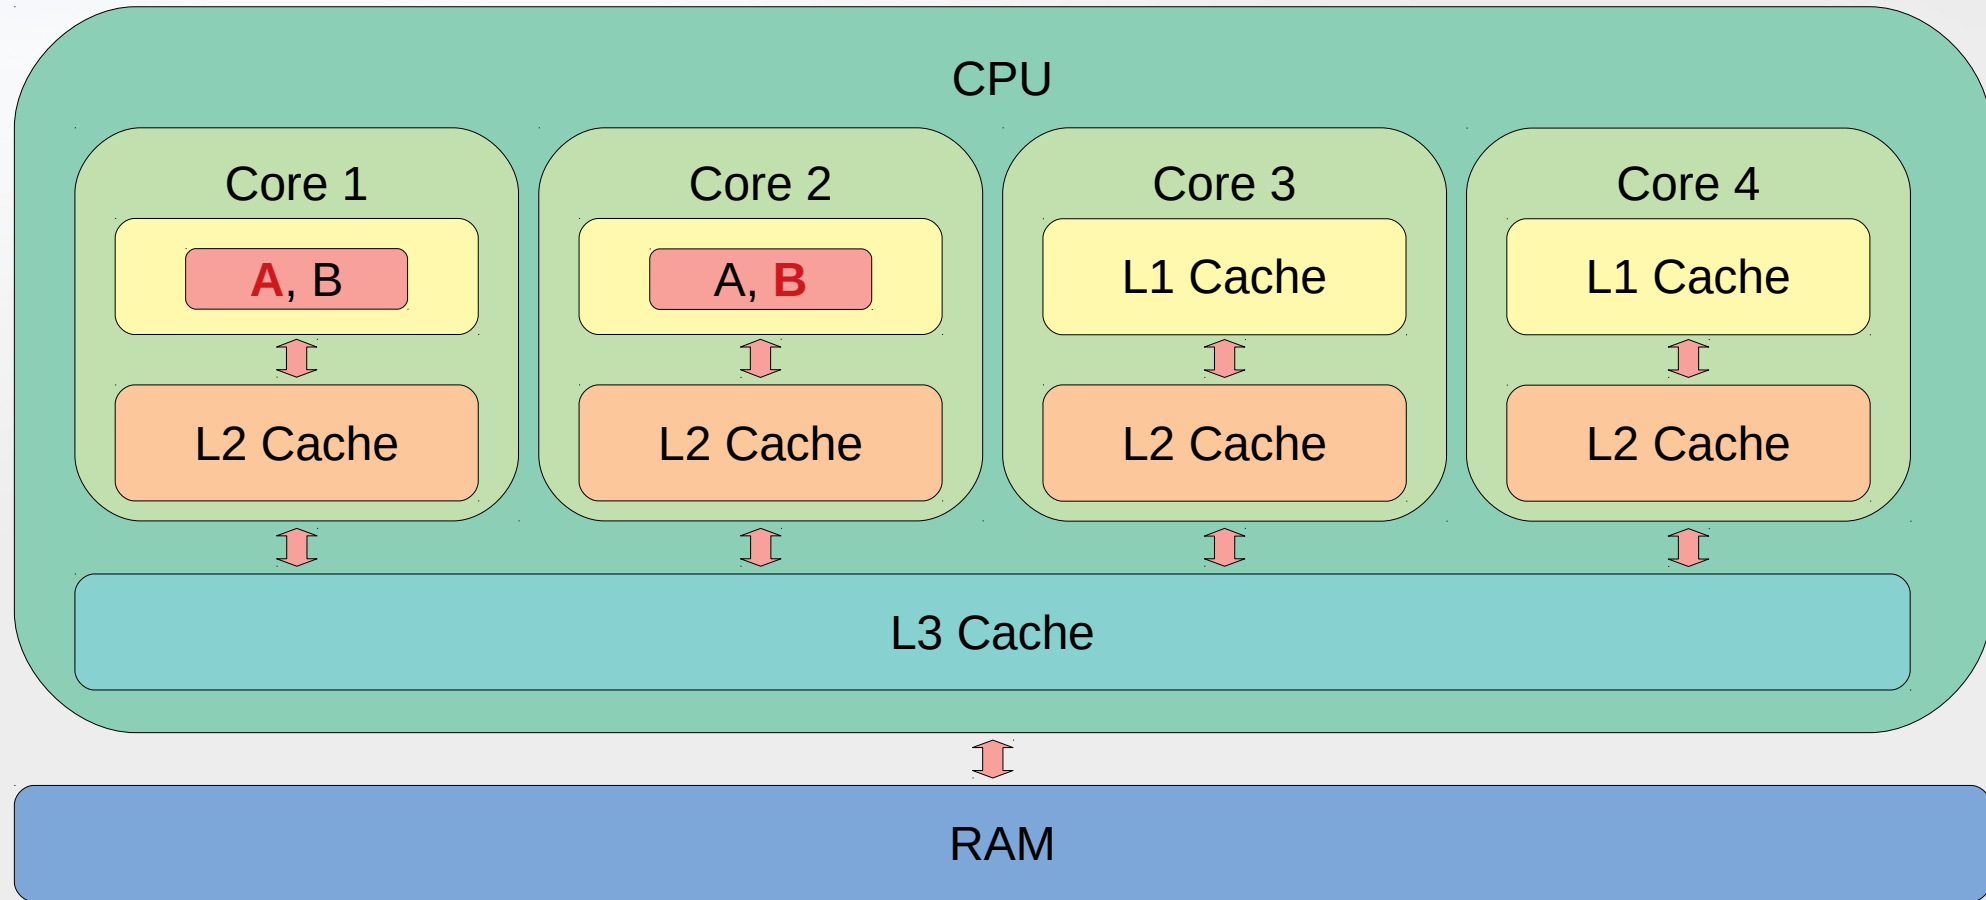 CPU
Core 1
Core 2
Core 3
Core 4
A, B
A, B
L1 Cache
L1 Cache
L2 Cache
L2 Cache
L2 Cache
L2 Cache
L3 Cache
RAM